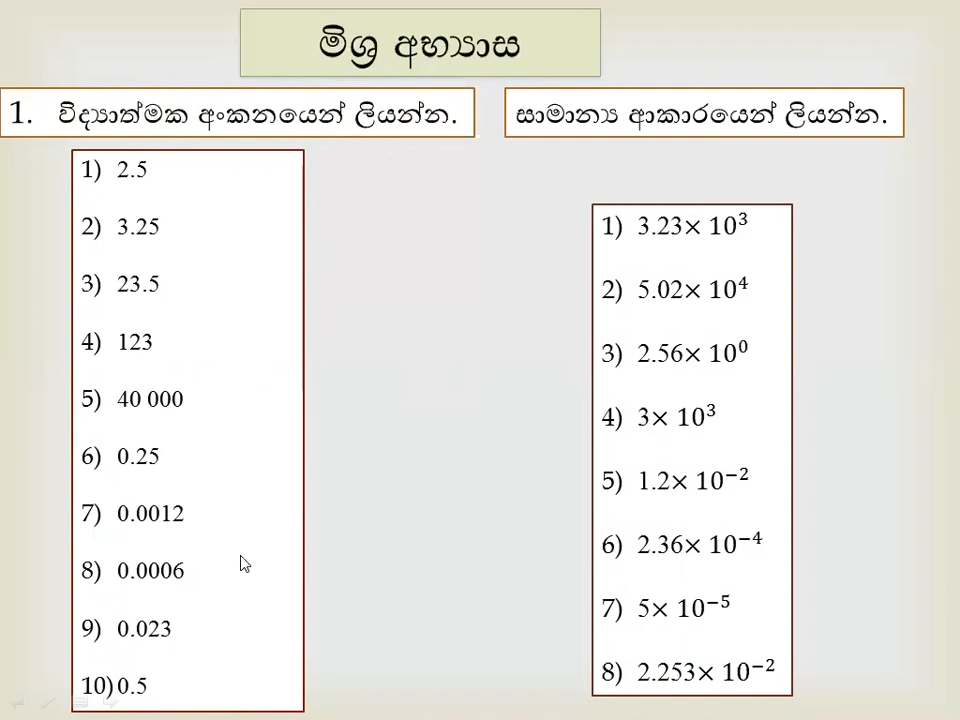 මිශ්‍ර අභ්‍යාස
1. විද්‍යාත්මක අංකනයෙන් ලියන්න.
1) 2.5
2) 3.25
3) 23.5
4) 123
5) 40 000
6) 0.25
7) 0.0012
8) 0.0006
9) 0.023
10) 0.5
සාමාන්‍ය ආකාරයෙන් ලියන්න.
1) 3.23× 10³
2) 5.02× 10⁴
3) 2.56× 10⁰
4) 3× 10³
5) 1.2× 10⁻²
6) 2.36× 10⁻⁴
7) 5× 10⁻⁵
8) 2.253× 10⁻²